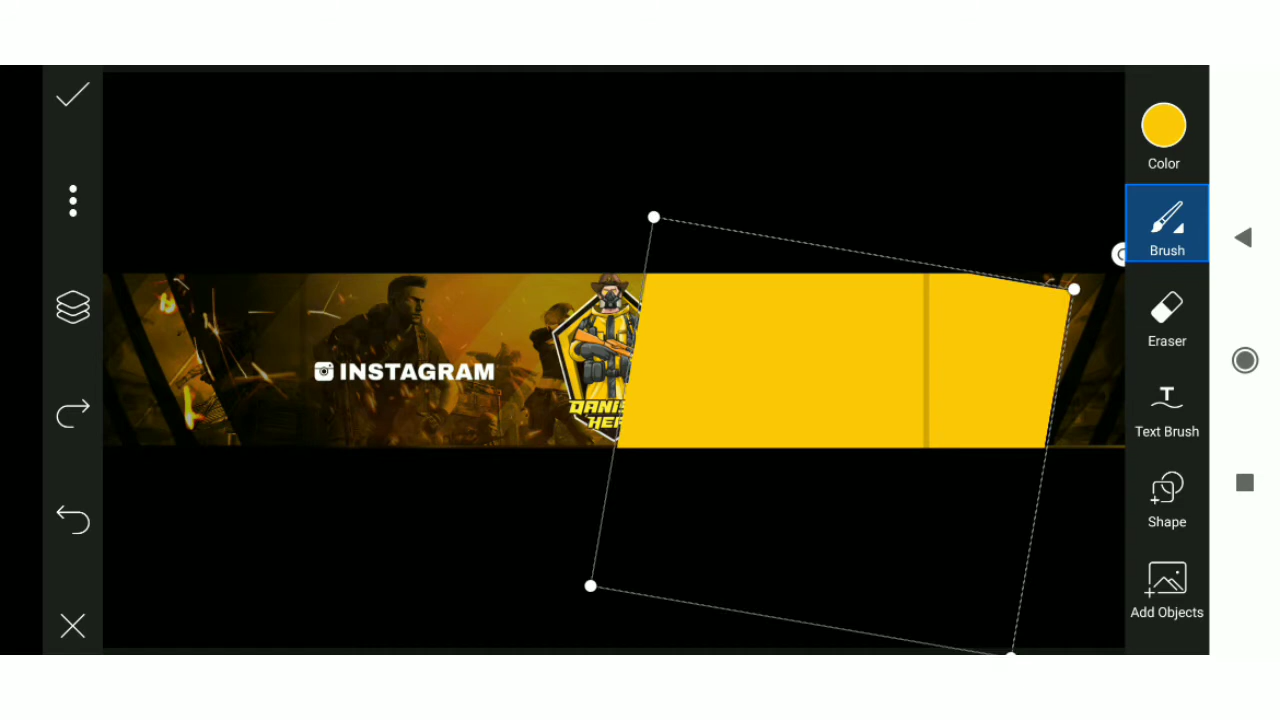 Color
Brush
Eraser
Text Brush
Shape
Add Objects
INSTAGRAM